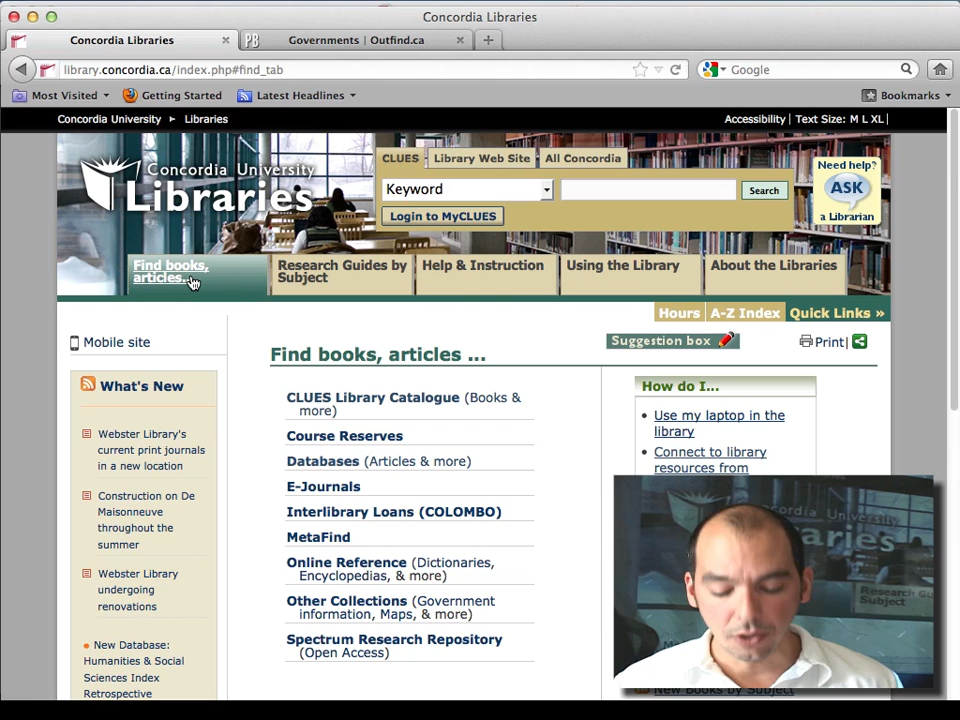 Concordia Libraries
Concordia Libraries
Governments | Outfind.ca
library.concordia.ca/index.php#find_tab
Google
Most Visited
Getting Started
Latest Headlines
Bookmarks
Concordia University ▸ Libraries
Accessibility | Text Size: M L XL |
Concordia University
Libraries
CLUES
Library Web Site
All Concordia
Keyword
Search
Login to MyCLUES
Need help?
ASK
a Librarian
Find books,
articles...
Research Guides by
Subject
Help & Instruction
Using the Library
About the Libraries
Hours
A-Z Index
Quick Links »
Mobile site
Suggestion box
Print |
Find books, articles ...
What's New
Webster Library's
current print journals
in a new location
Construction on De
Maisonneuve
throughout the
summer
Webster Library
undergoing
renovations
New Database:
Humanities & Social
Sciences Index
Retrospective
CLUES Library Catalogue (Books &
more)
Course Reserves
Databases (Articles & more)
E-Journals
Interlibrary Loans (COLOMBO)
MetaFind
Online Reference (Dictionaries,
Encyclopedias, & more)
Other Collections (Government
information, Maps, & more)
Spectrum Research Repository
(Open Access)
How do I...
Use my laptop in the
library
Connect to library
resources from
New Books by Subject